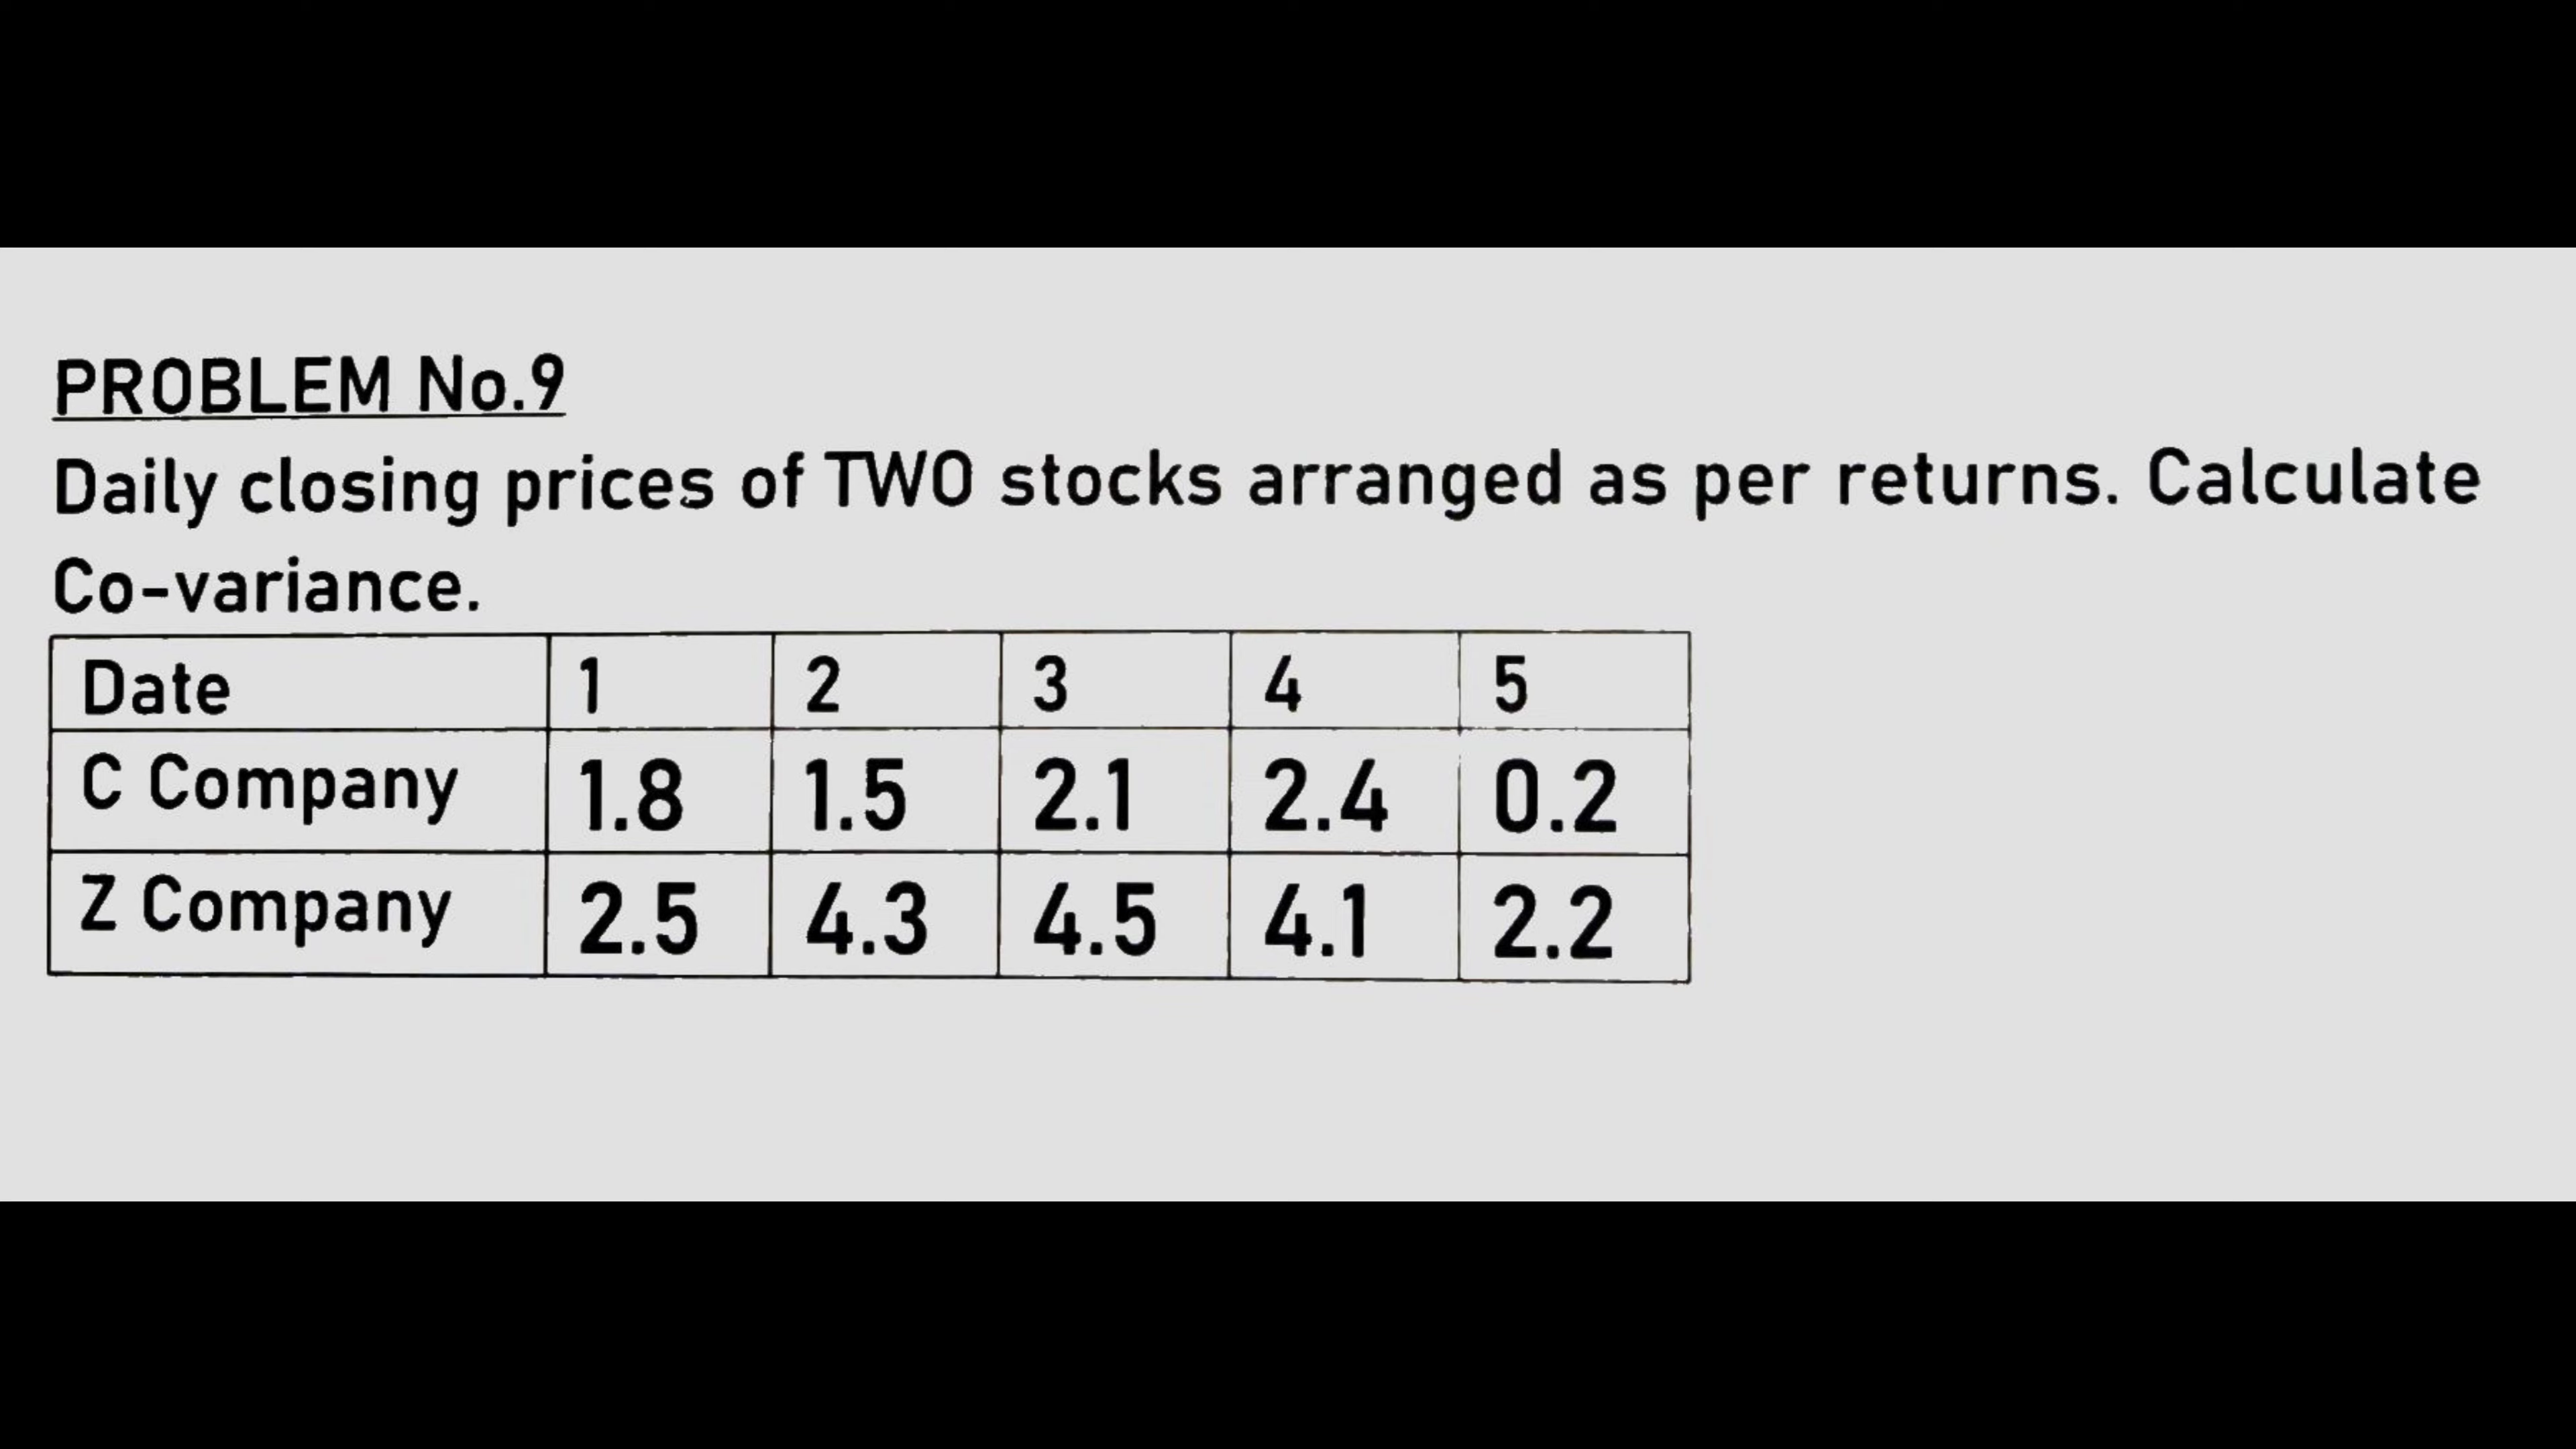 PROBLEM No.9
Daily closing prices of TWO stocks arranged as per returns. Calculate
Co-variance.
Date 1 2 3 4 5
C Company 1.8 1.5 2.1 2.4 0.2
Z Company 2.5 4.3 4.5 4.1 2.2